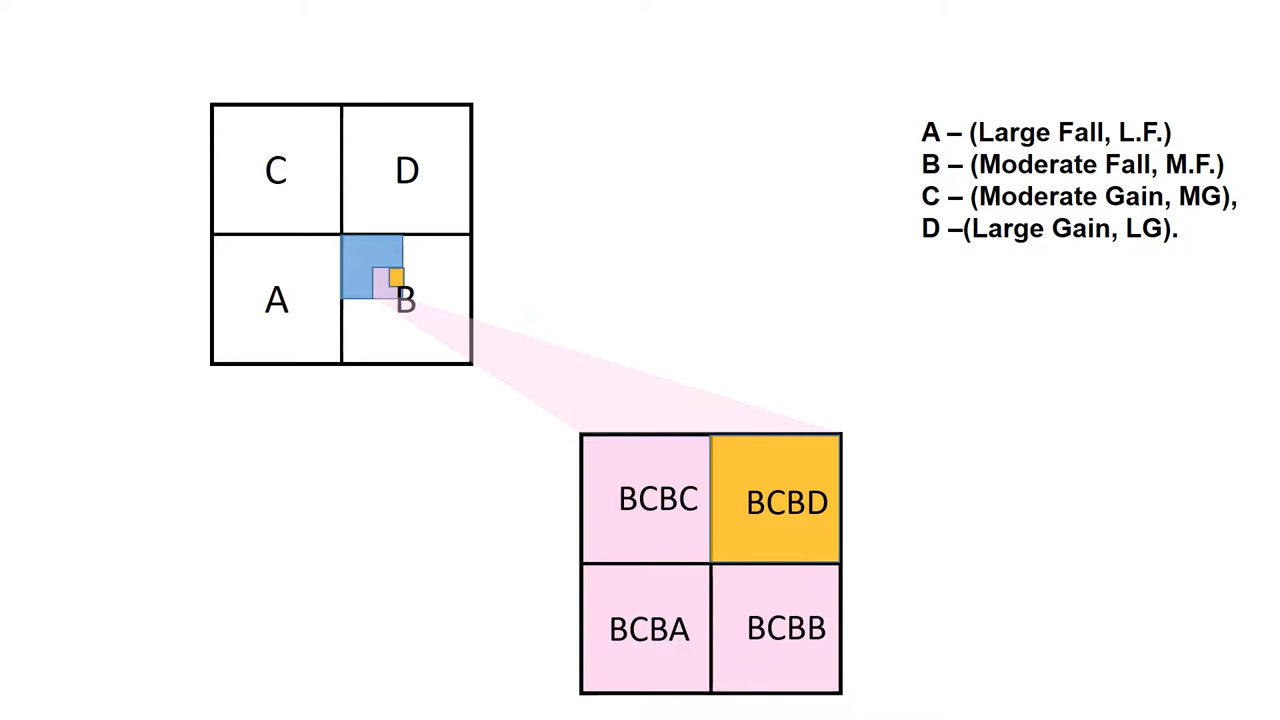 C D
A B
A – (Large Fall, L.F.)
B – (Moderate Fall, M.F.)
C – (Moderate Gain, MG),
D –(Large Gain, LG).
BCBC BCBD
BCBA BCBB